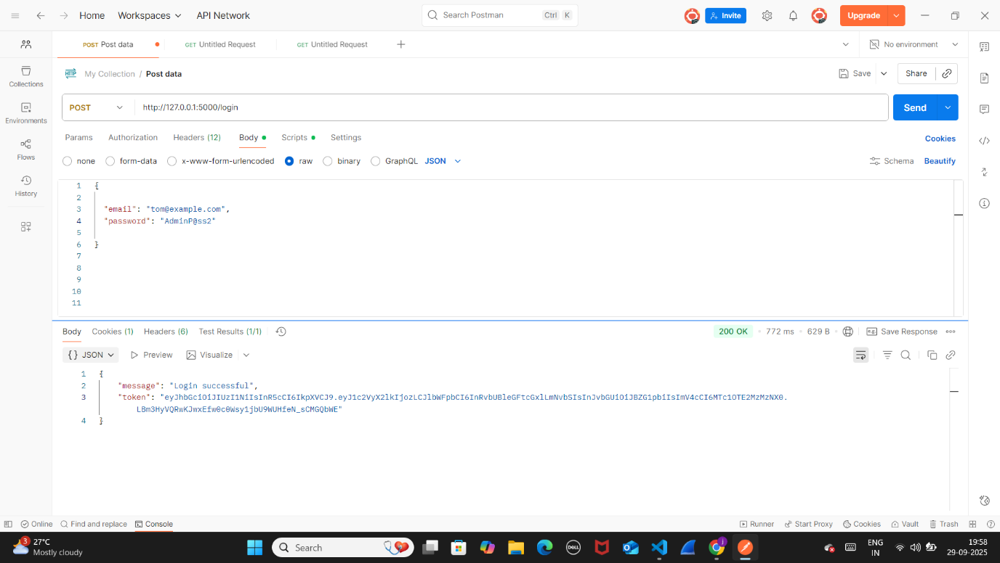 Home Workspaces API Network Search Postman Ctrl K Invite Upgrade
POST Post data GET Untitled Request GET Untitled Request No environment
HTTP My Collection / Post data Save Share
POST http://127.0.0.1:5000/login Send
Params Authorization Headers (12) Body Scripts Settings Cookies
none form-data x-www-form-urlencoded raw binary GraphQL JSON Schema Beautify
Collections
Environments
Flows
History
1 {
2
3 "email": "tom@example.com",
4 "password": "AdminP@ss2"
5
6 }
7
8
9
10
11
Body Cookies (1) Headers (6) Test Results (1/1) 200 OK 772 ms 629 B e.g. Save Response
{} JSON Preview Visualize
1 {
2 "message": "Login successful",
3 "token": "eyJhbGciOiJIUzI1NiIsInR5cCI6IkpXVCJ9.eyJ1c2VyX2lkIjozLCJlbWFpbCI6InRvbUBleGFtcGxlLmNvbSIsInJvbGUiOiJBZG1pbiIsImV4cCI6MTc1OTE2MzMzNX0.
LBm3HyVQRwKJwxEfw0c0Wsy1jbU9WUHfeN_sCMGQbWE"
4 }
Online Find and replace Console Runner Start Proxy Cookies Vault Trash
3 27°C
Mostly cloudy
Search
DELL
ENG
IN
19:58
29-09-2025